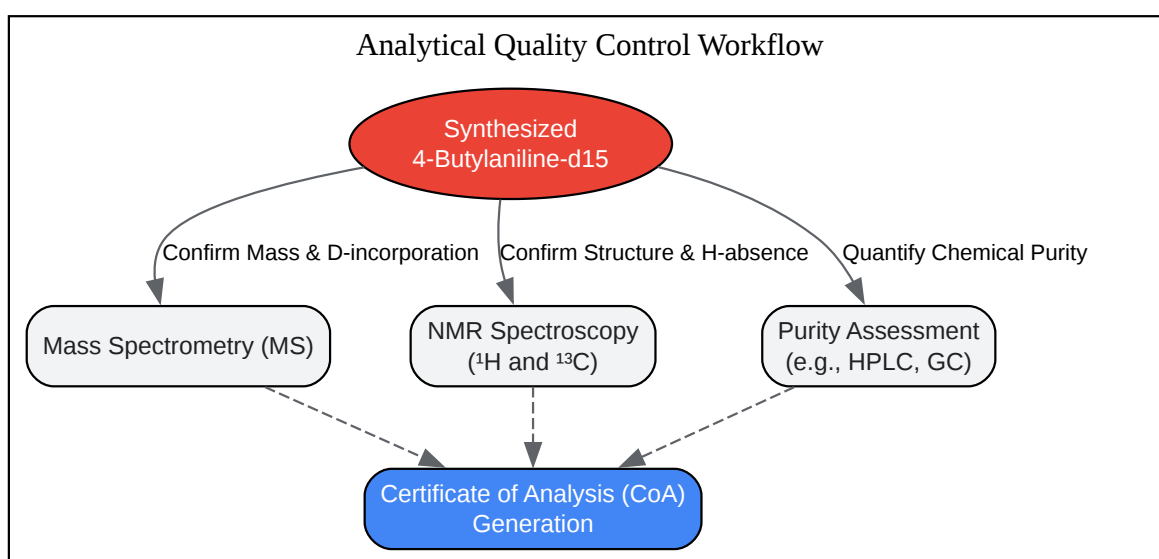 Analytical Quality Control Workflow
Synthesized
4-Butylaniline-d15
Confirm Mass & D-incorporation
Confirm Structure & H-absence
Quantify Chemical Purity
Mass Spectrometry (MS)
NMR Spectroscopy
(¹H and ¹³C)
Purity Assessment
(e.g., HPLC, GC)
Certificate of Analysis (CoA)
Generation